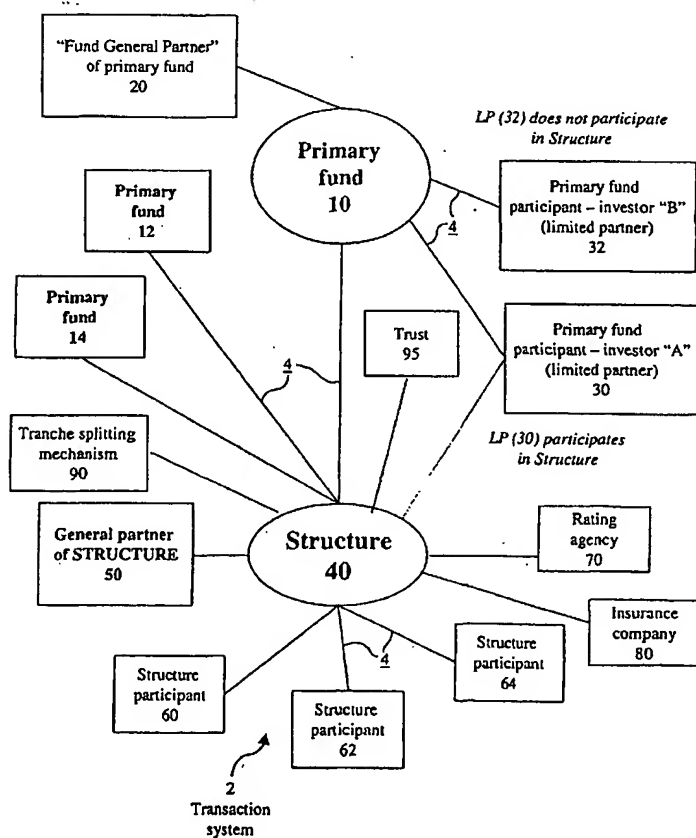 "Fund General Partner"
of primary fund
20
LP (32) does not participate
in Structure
Primary
fund
10
Primary
fund
12
4
Primary fund
participant – investor "B"
(limited partner)
32
4
Primary
fund
14
4
Trust
95
Primary fund
participant – investor "A"
(limited partner)
30
Tranche splitting
mechanism
90
LP (30) participates
in Structure
General partner
of STRUCTURE
50
Structure
40
Rating
agency
70
Insurance
company
80
4
Structure
participant
64
Structure
participant
60
Structure
participant
62
2
Transaction
system